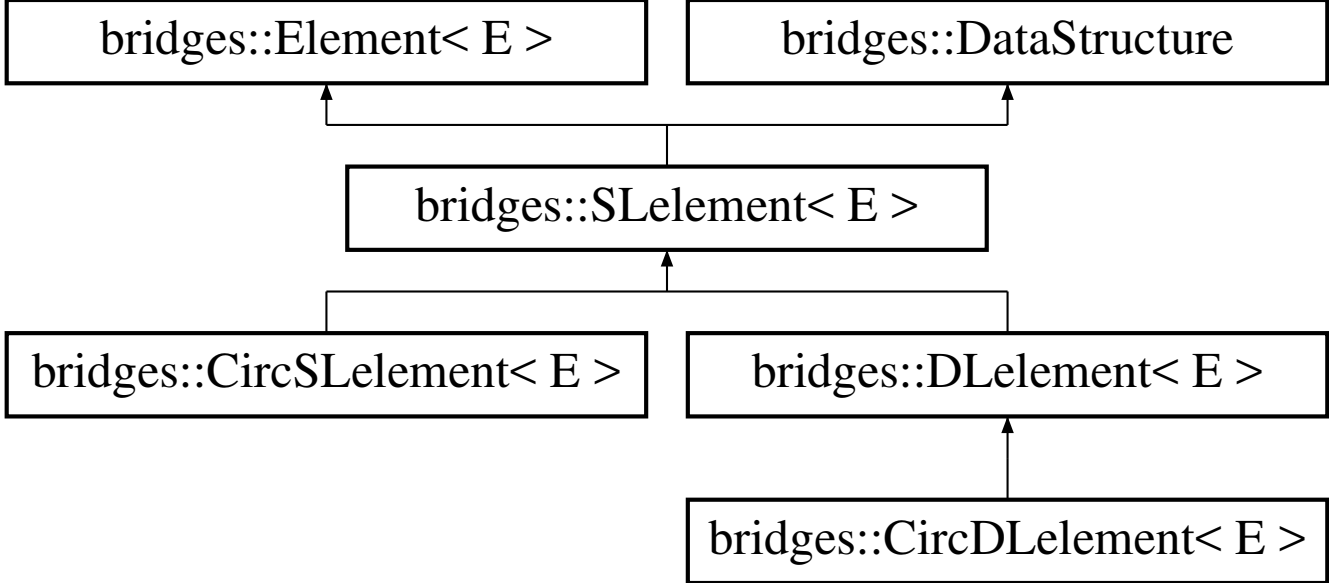 bridges::Element< E >
bridges::DataStructure
bridges::SLelement< E >
bridges::CircSLelement< E >
bridges::DLelement< E >
bridges::CircDLelement< E >